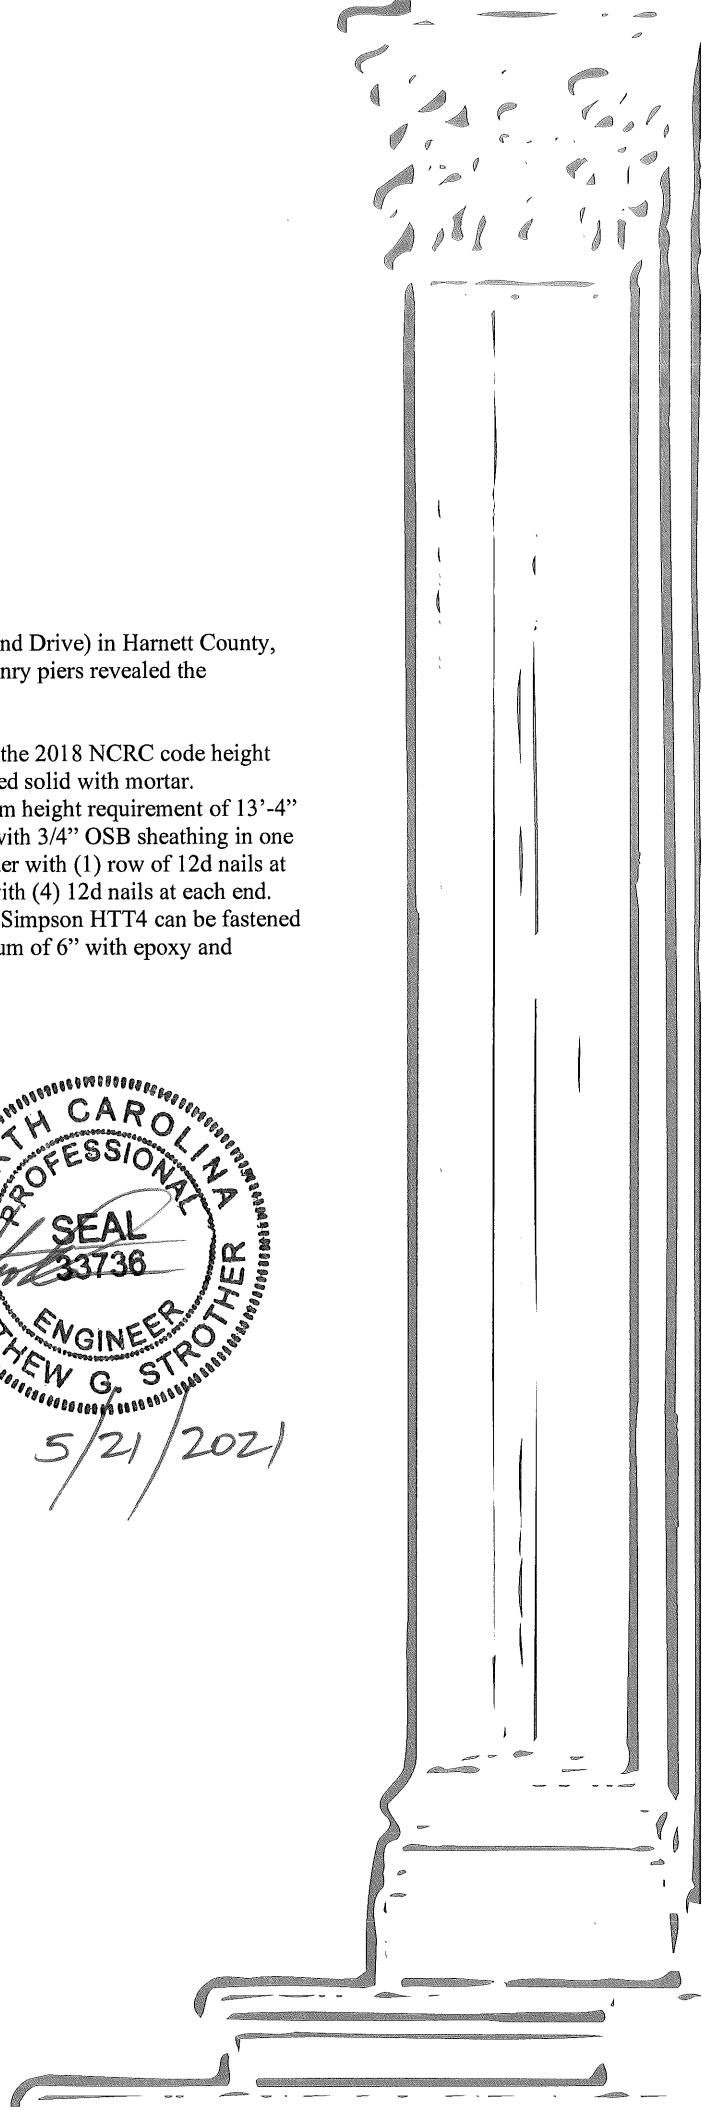 nd Drive) in Harnett County,
nry piers revealed the
the 2018 NCRC code height
ed solid with mortar.
m height requirement of 13’-4”
with 3/4” OSB sheathing in one
er with (1) row of 12d nails at
ith (4) 12d nails at each end.
Simpson HTT4 can be fastened
um of 6” with epoxy and
TH CAROLINA
PROFESSIONAL
SEAL
33736
ENGINEER
THEW G. STROTHER
5/21/2021